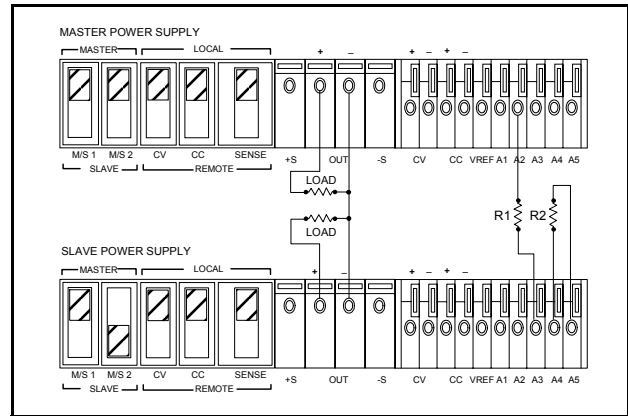 MASTER POWER SUPPLY
MASTER LOCAL
+ – + – + –
M/S 1 M/S 2 CV CC SENSE +S OUT -S CV CC VREF A1 A2 A3 A4 A5
SLAVE REMOTE
LOAD
R1 R2
LOAD
SLAVE POWER SUPPLY
MASTER LOCAL
+ – + – + –
M/S 1 M/S 2 CV CC SENSE +S OUT -S CV CC VREF A1 A2 A3 A4 A5
SLAVE REMOTE